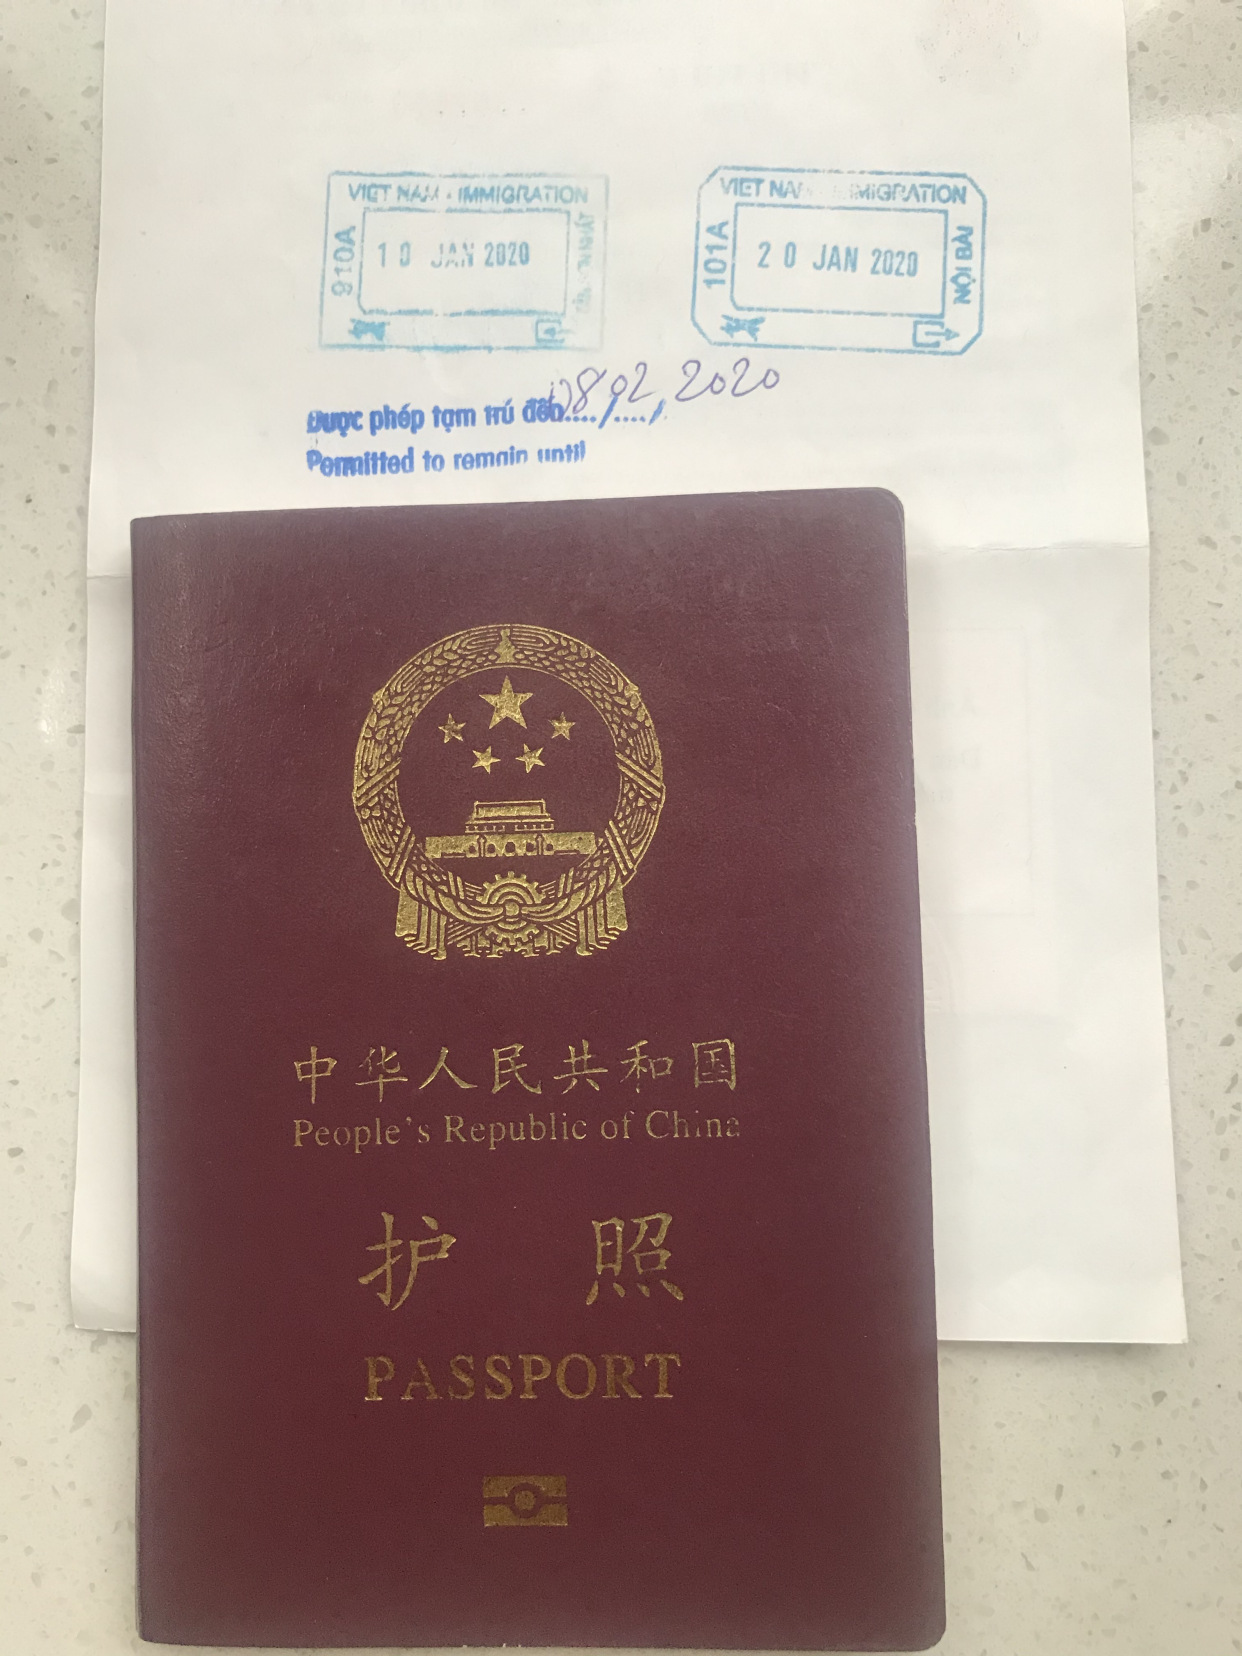 VIET NAM - IMMIGRATION
910A
10 JAN 2020
VIET NAM IMMIGRATION
101A
20 JAN 2020
NỘI BÀI
08/02/2020
Được phép tạm trú đến..../..../
Permitted to remain until
中华人民共和国
People's Republic of China
护照
PASSPORT